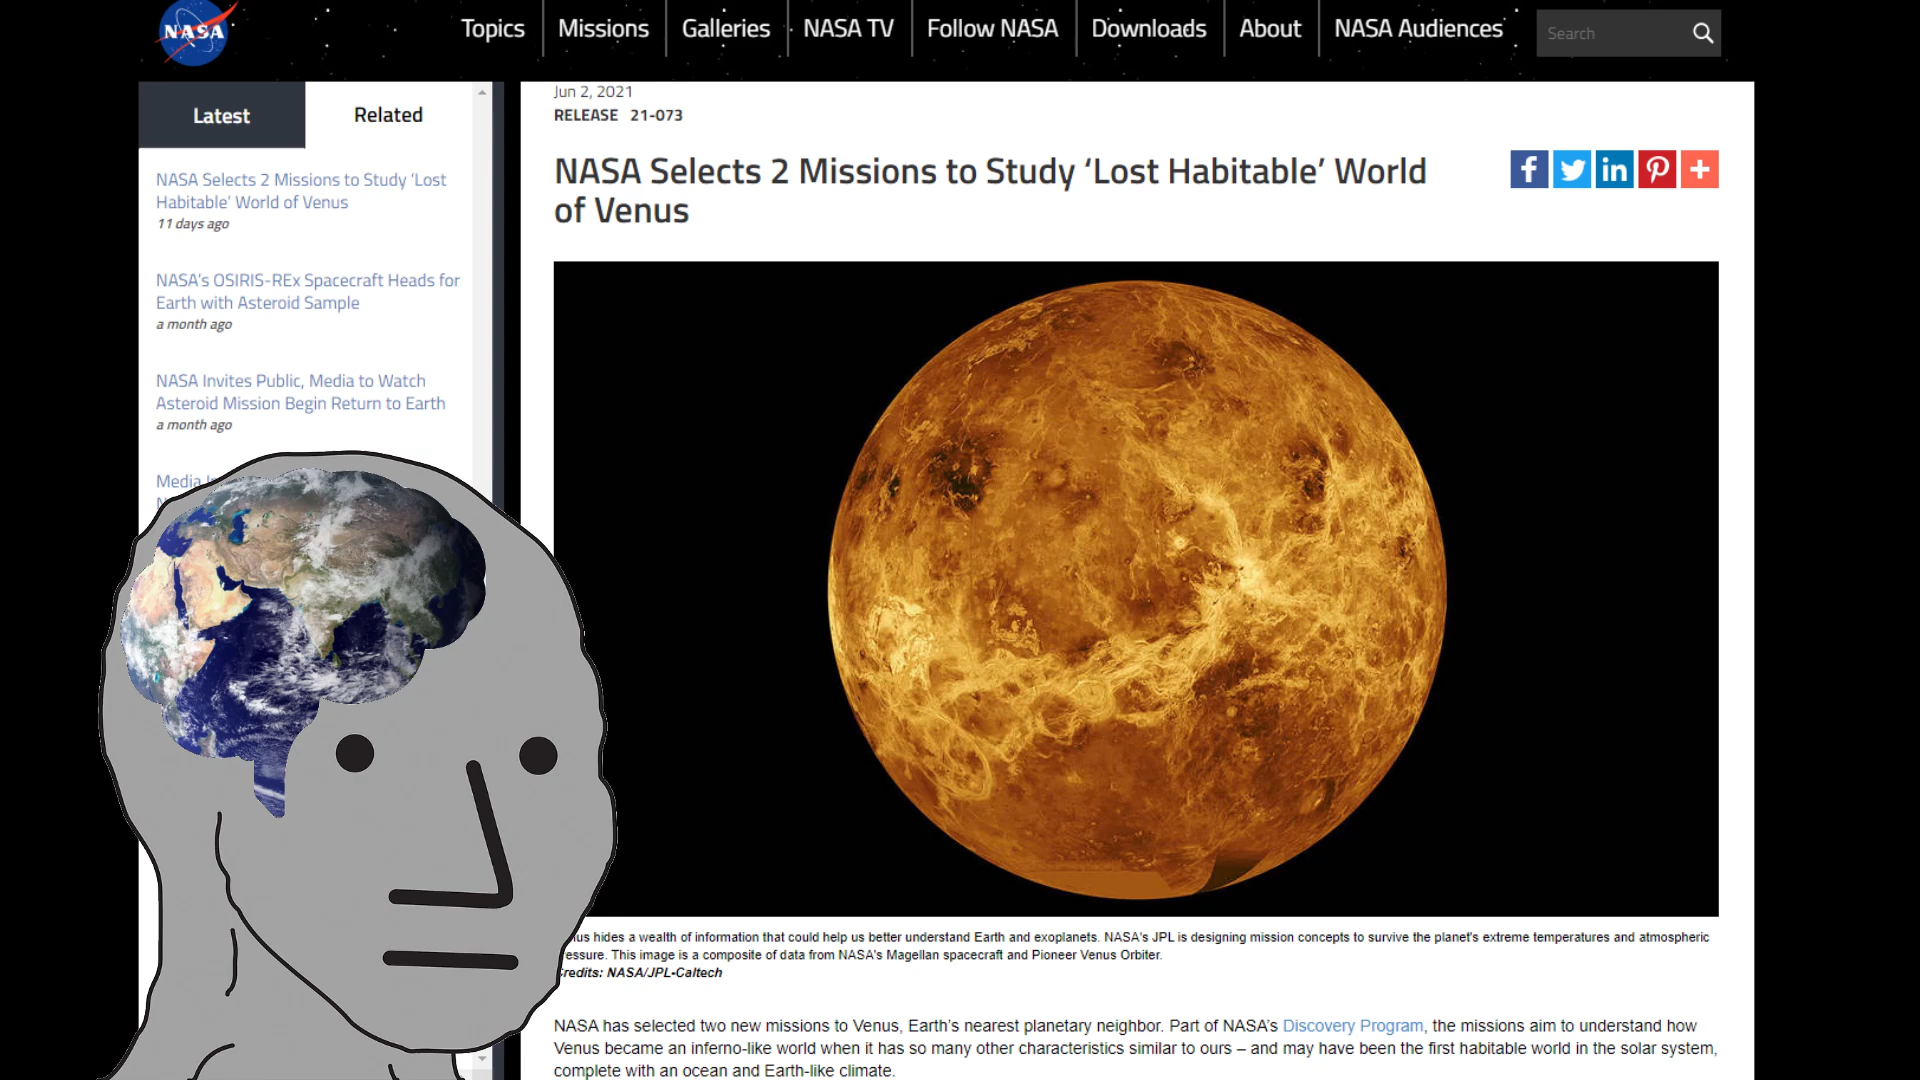 NASA
Topics
Missions
Galleries
NASA TV
Follow NASA
Downloads
About
NASA Audiences
Search
Latest
Related
NASA Selects 2 Missions to Study ‘Lost
Habitable’ World of Venus
11 days ago
NASA’s OSIRIS-REx Spacecraft Heads for
Earth with Asteroid Sample
a month ago
NASA Invites Public, Media to Watch
Asteroid Mission Begin Return to Earth
a month ago
Media
Jun 2, 2021
RELEASE 21-073
NASA Selects 2 Missions to Study ‘Lost Habitable’ World
of Venus
hides a wealth of information that could help us better understand Earth and exoplanets. NASA's JPL is designing mission concepts to survive the planet's extreme temperatures and atmospheric
This image is a composite of data from NASA's Magellan spacecraft and Pioneer Venus Orbiter.
Credits: NASA/JPL-Caltech
NASA has selected two new missions to Venus, Earth’s nearest planetary neighbor. Part of NASA’s Discovery Program, the missions aim to understand how
Venus became an inferno-like world when it has so many other characteristics similar to ours – and may have been the first habitable world in the solar system,
complete with an ocean and Earth-like climate.